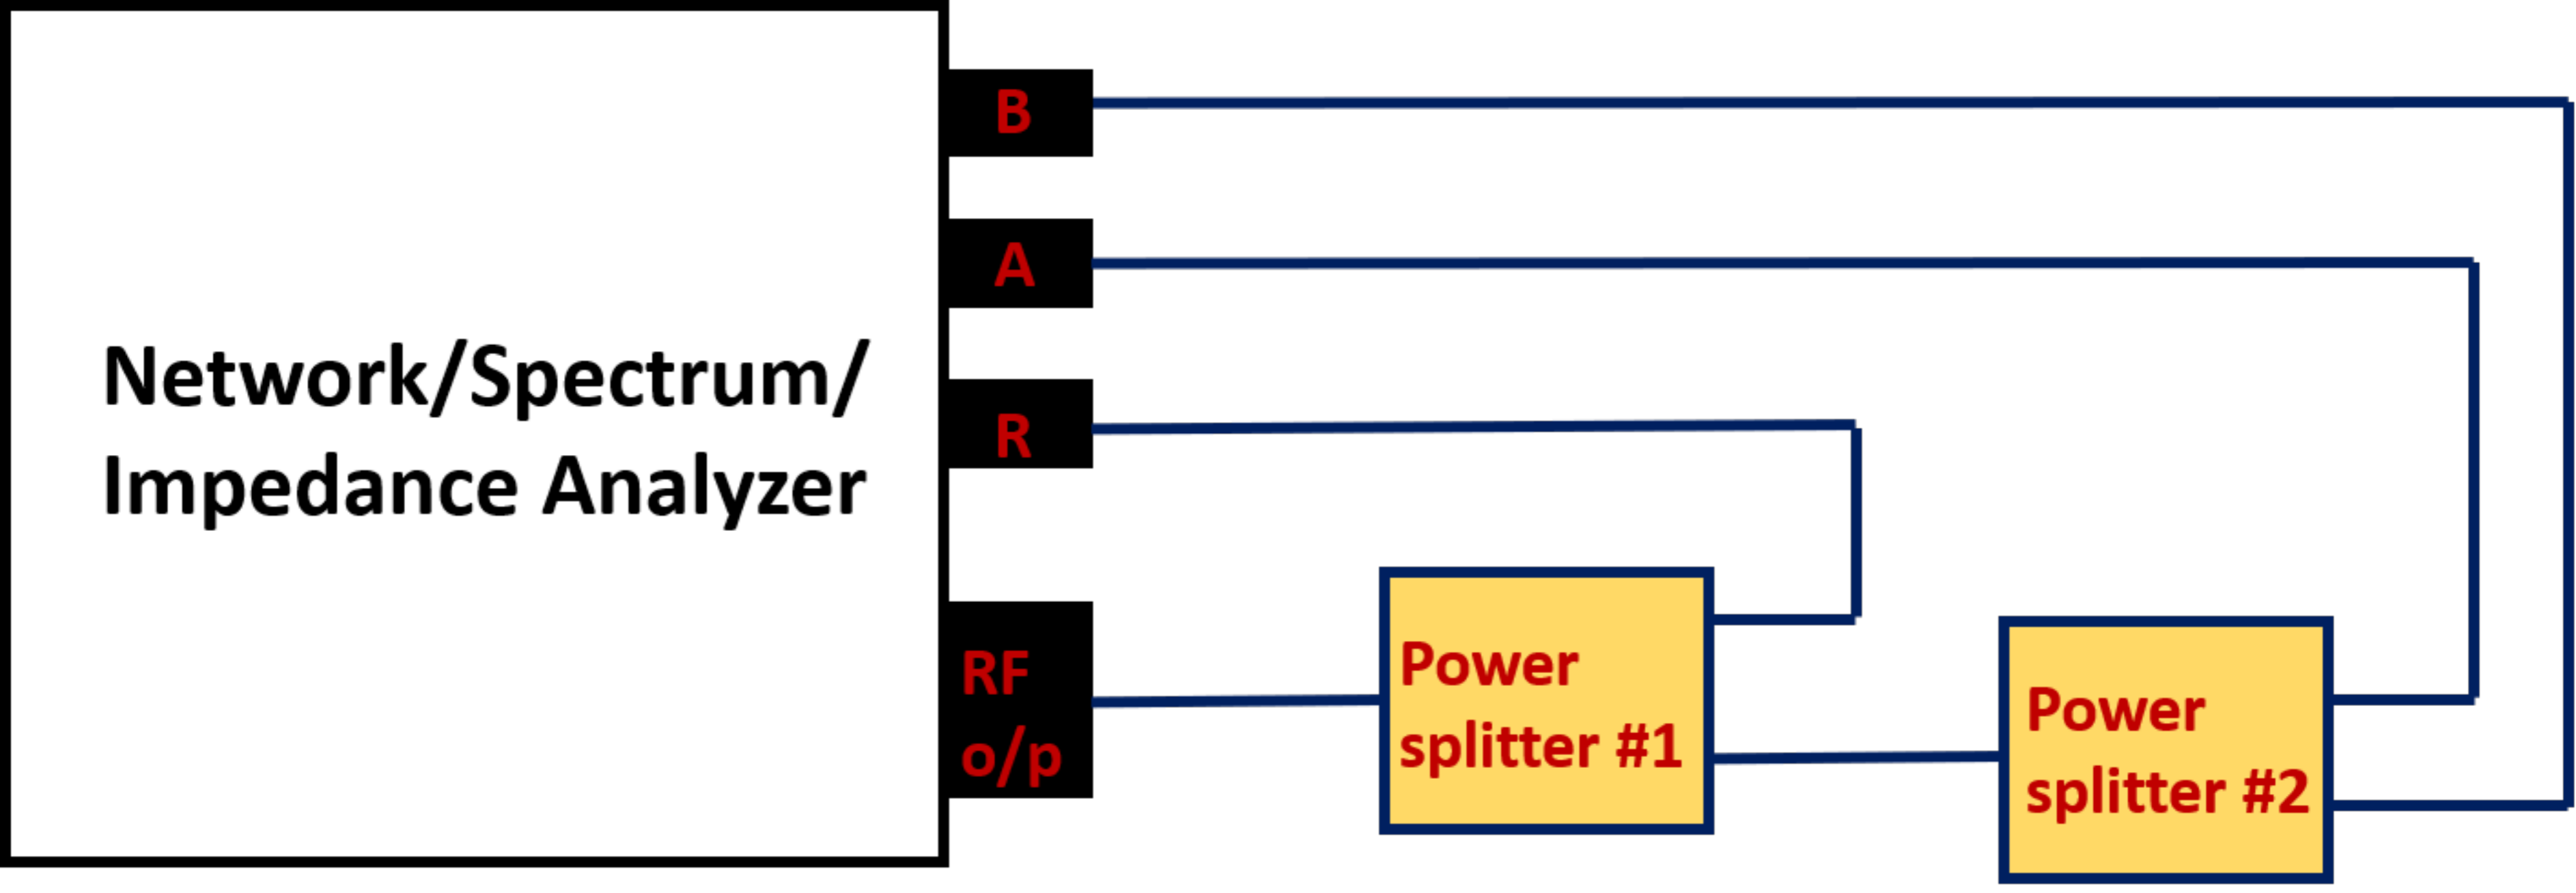 B
A
R
Network/Spectrum/
Impedance Analyzer
RF
o/p
Power
splitter #1
Power
splitter #2